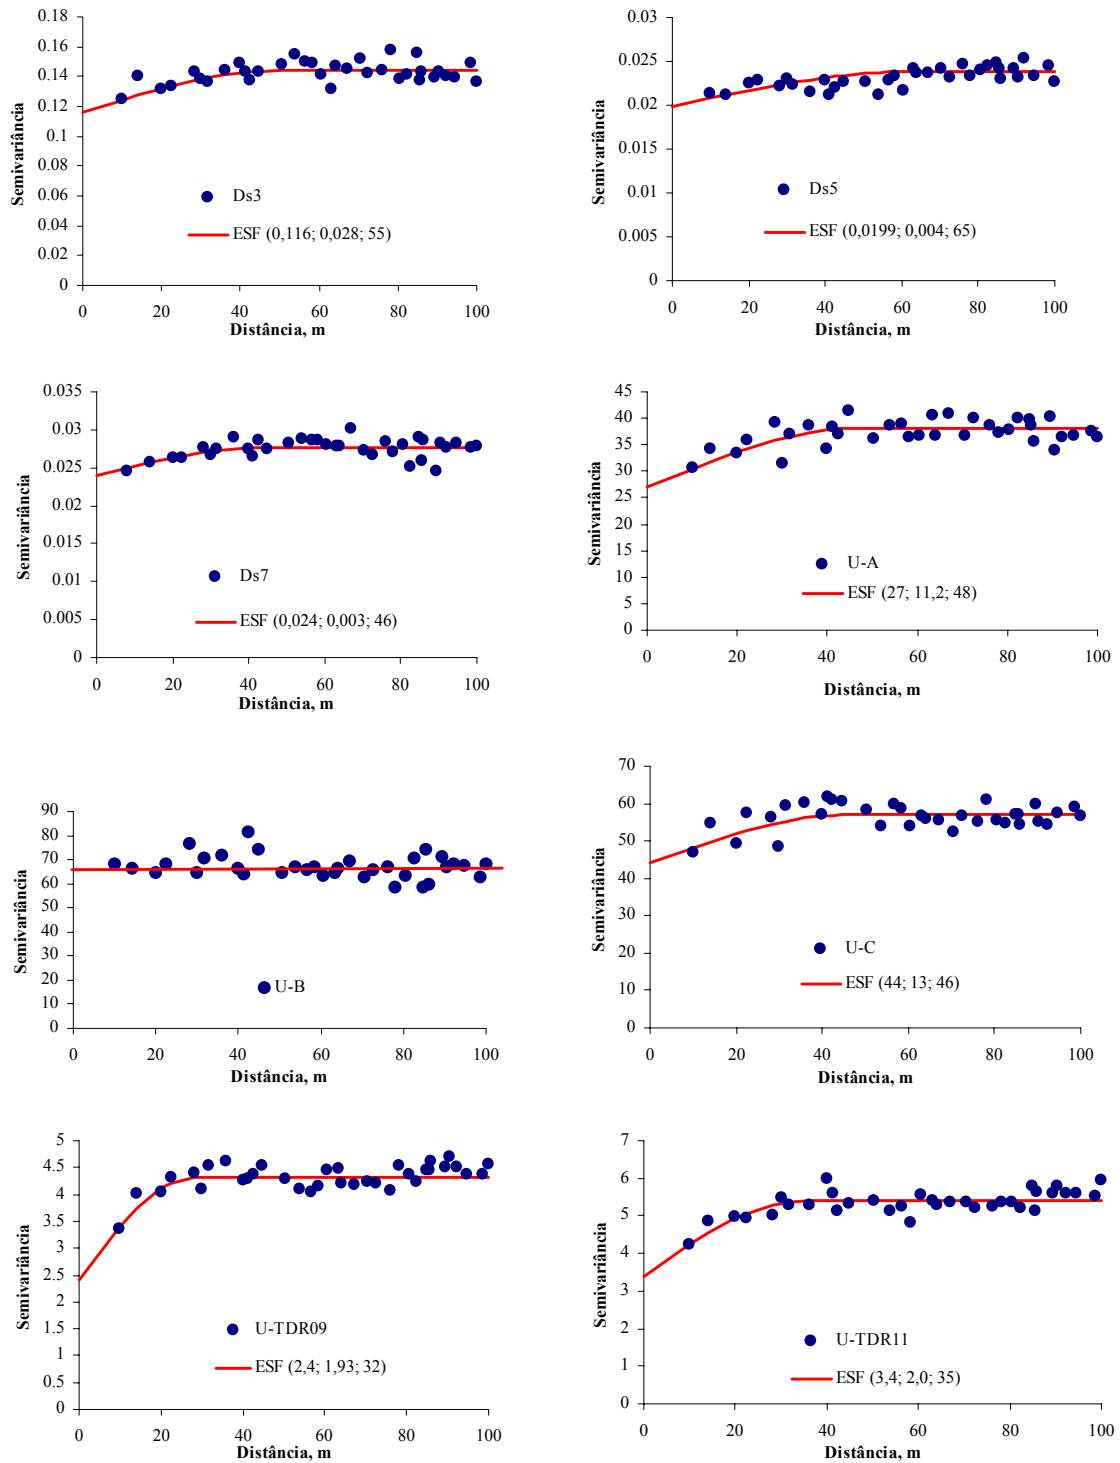 0.18
0.16
0.14
0.12
0.1
0.08
0.06
0.04
0.02
0
Semivariância
Ds3
ESF (0,116; 0,028; 55)
0 20 40 60 80 100
Distância, m
0.03
0.025
0.02
0.015
0.01
0.005
0
Semivariância
Ds5
ESF (0,0199; 0,004; 65)
0 20 40 60 80 100
Distância, m
0.035
0.03
0.025
0.02
0.015
0.01
0.005
0
Semivariância
Ds7
ESF (0,024; 0,003; 46)
0 20 40 60 80 100
Distância, m
45
40
35
30
25
20
15
10
5
0
Semivariância
U-A
ESF (27; 11,2; 48)
0 20 40 60 80 100
Distância, m
90
80
70
60
50
40
30
20
10
0
Semivariância
U-B
0 20 40 60 80 100
Distância, m
70
60
50
40
30
20
10
0
Semivariância
U-C
ESF (44; 13; 46)
0 20 40 60 80 100
Distância, m
5
4.5
4
3.5
3
2.5
2
1.5
1
0.5
0
Semivariância
U-TDR09
ESF (2,4; 1,93; 32)
0 20 40 60 80 100
Distância, m
7
6
5
4
3
2
1
0
Semivariância
U-TDR11
ESF (3,4; 2,0; 35)
0 20 40 60 80 100
Distância, m